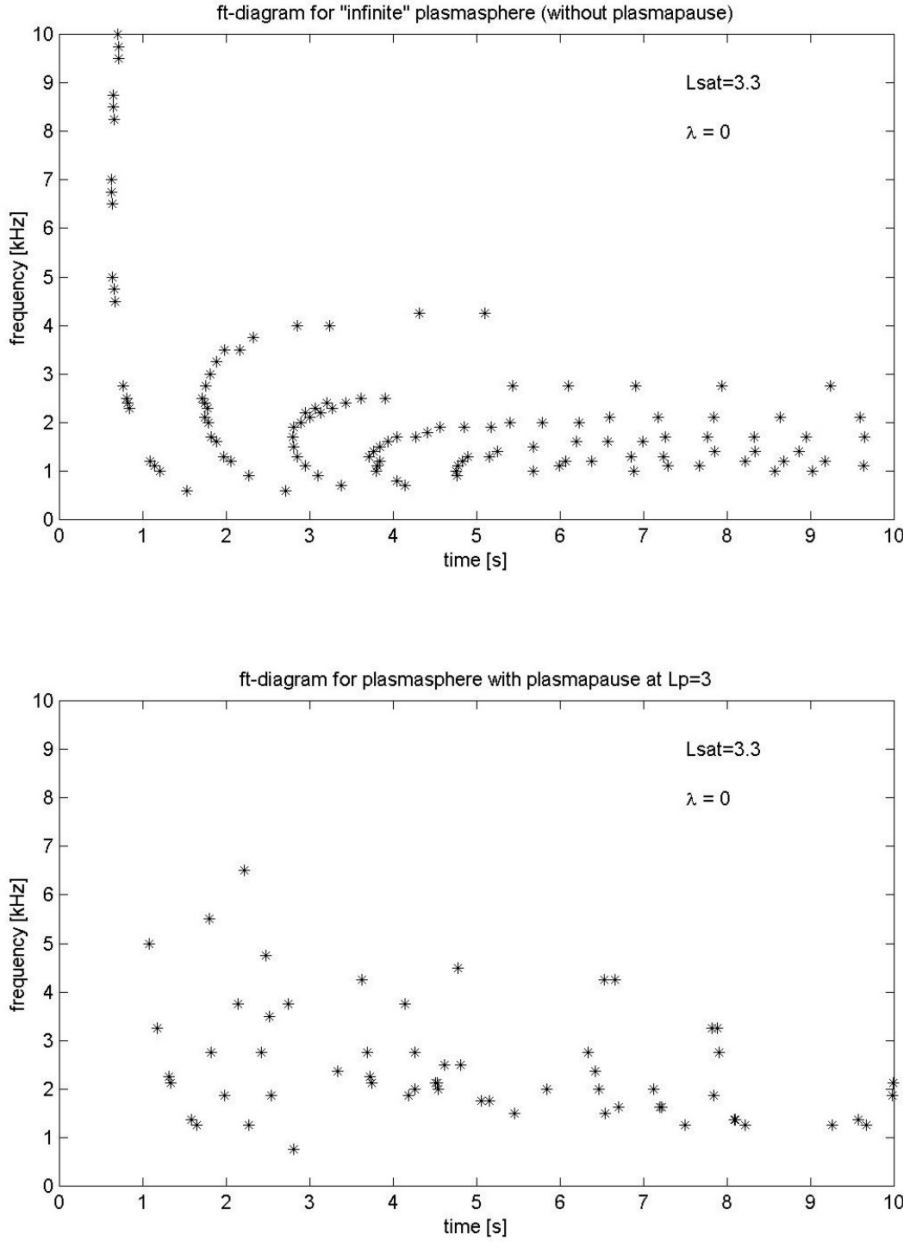 ft-diagram for "infinite" plasmasphere (without plasmapause)
10
9
8
7
6
5
4
3
2
1
0
frequency [kHz]
Lsat=3.3
λ = 0
0 1 2 3 4 5 6 7 8 9 10
time [s]
ft-diagram for plasmasphere with plasmapause at Lp=3
10
9
8
7
6
5
4
3
2
1
0
frequency [kHz]
Lsat=3.3
λ = 0
0 1 2 3 4 5 6 7 8 9 10
time [s]